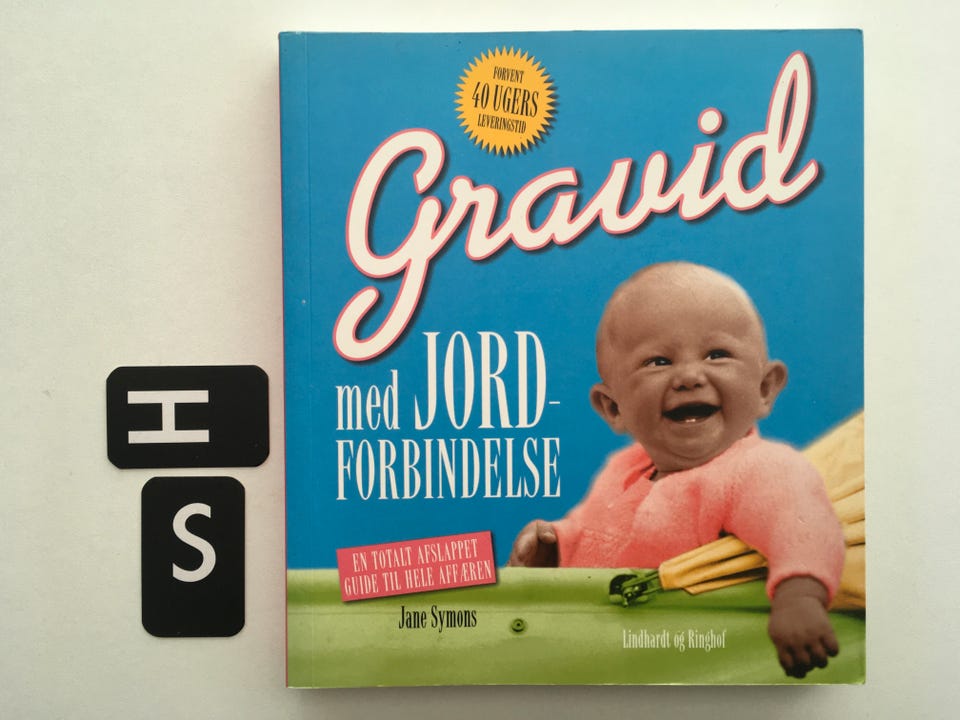 FORVENT
40 UGERS
LEVERINGSTID
Gravid
med JORD-
FORBINDELSE
EN TOTALT AFSLAPPET
GUIDE TIL HELE AFFÆREN
Jane Symons
Lindhardt og Ringhof
H
S